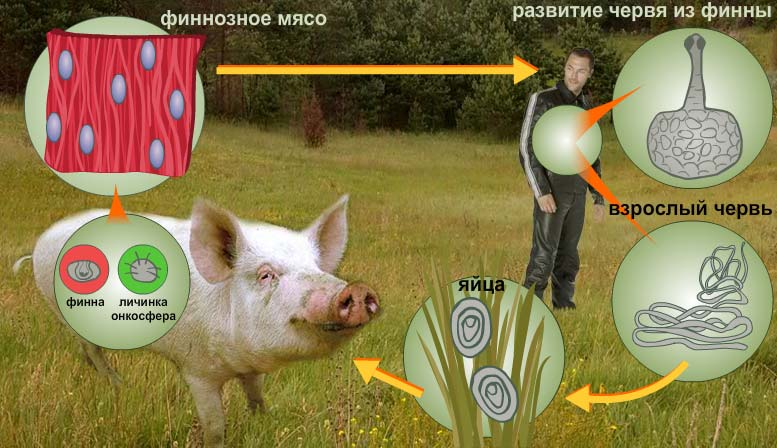 финнозное мясо
развитие червя из финны
взрослый червь
яйца
финна
личинка
онкосфера